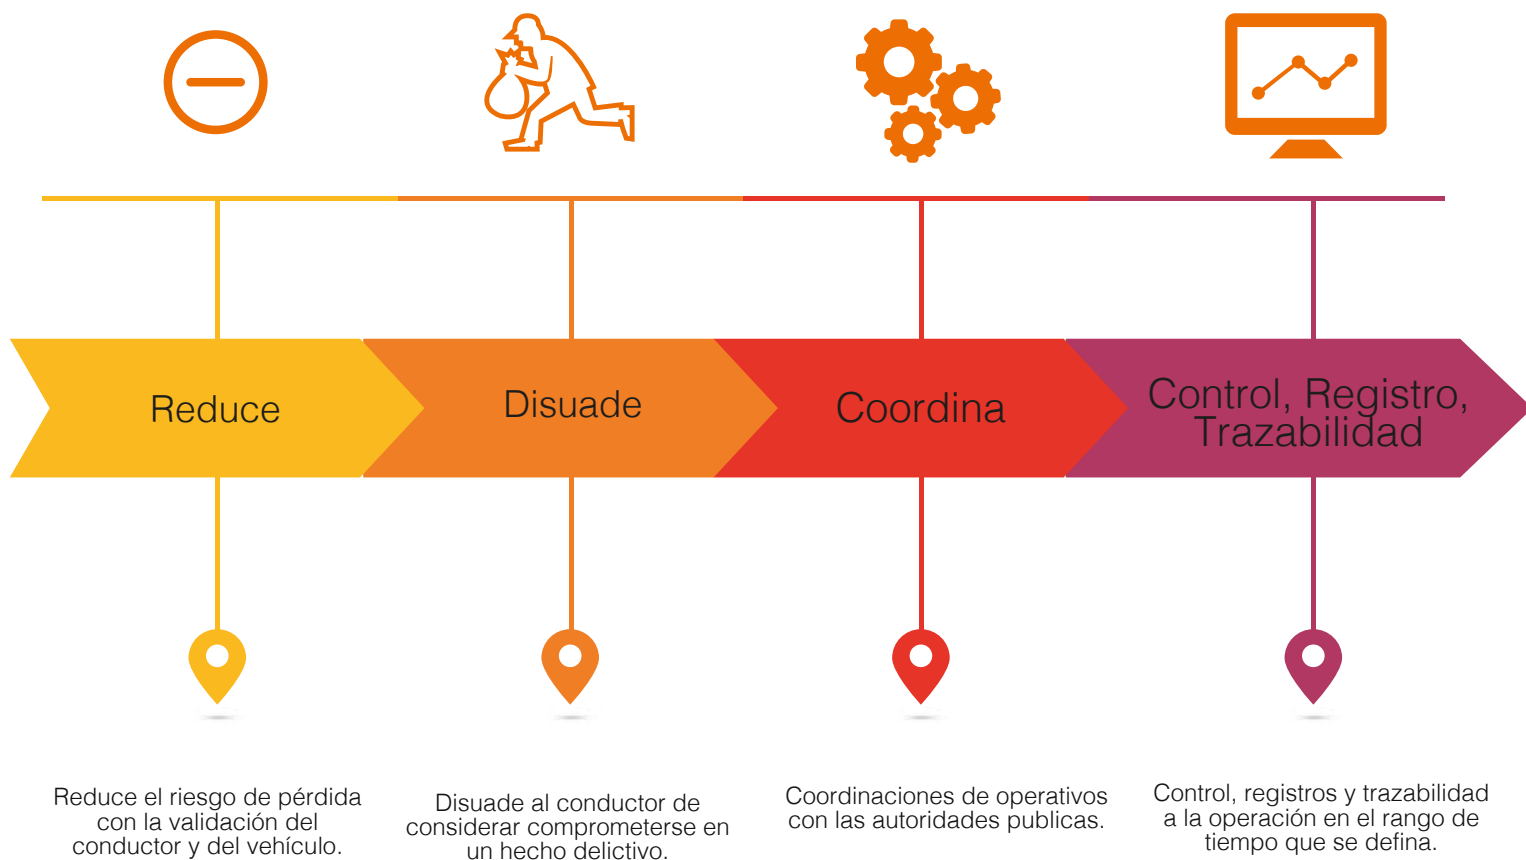 Reduce
Disuade
Coordina
Control, Registro,
Trazabilidad
Reduce el riesgo de pérdida
con la validación del
conductor y del vehículo.
Disuade al conductor de
considerar comprometerse en
un hecho delictivo.
Coordinaciones de operativos
con las autoridades publicas.
Control, registros y trazabilidad
a la operación en el rango de
tiempo que se defina.